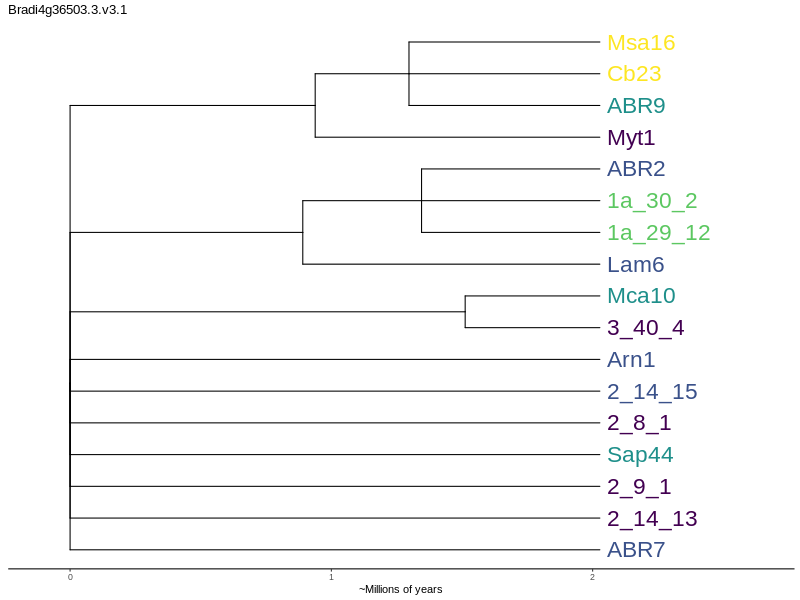 Bradi4g36503.3.v3.1
Msa16
Cb23
ABR9
Myt1
ABR2
1a_30_2
1a_29_12
Lam6
Mca10
3_40_4
Arn1
2_14_15
2_8_1
Sap44
2_9_1
2_14_13
ABR7
0 1 2
~Millions of years